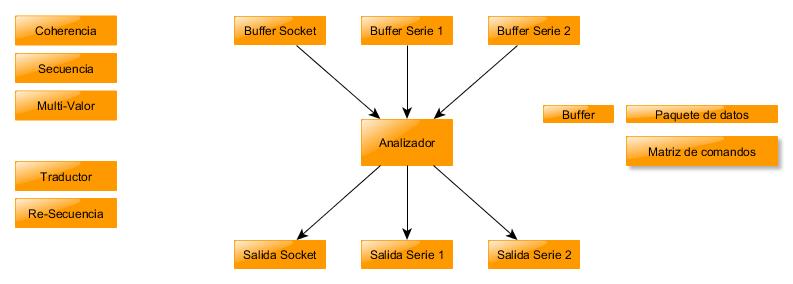 Coherencia
Secuencia
Multi-Valor
Traductor
Re-Secuencia
Buffer Socket
Buffer Serie 1
Buffer Serie 2
Analizador
Salida Socket
Salida Serie 1
Salida Serie 2
Buffer
Paquete de datos
Matriz de comandos